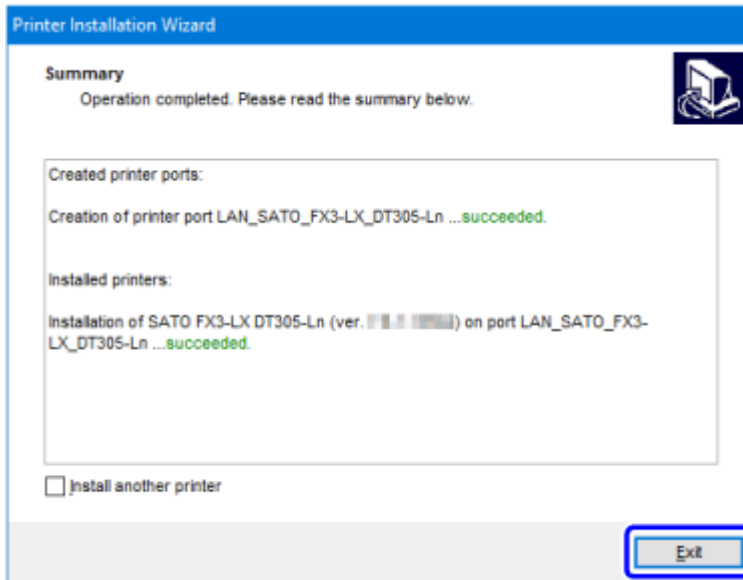 Printer Installation Wizard
Summary
Operation completed. Please read the summary below.
Created printer ports:
Creation of printer port LAN_SATO_FX3-LX_DT305-Ln ...succeeded.
Installed printers:
Installation of SATO FX3-LX DT305-Ln (ver. ) on port LAN_SATO_FX3-
LX_DT305-Ln ...succeeded.
Install another printer
Exit